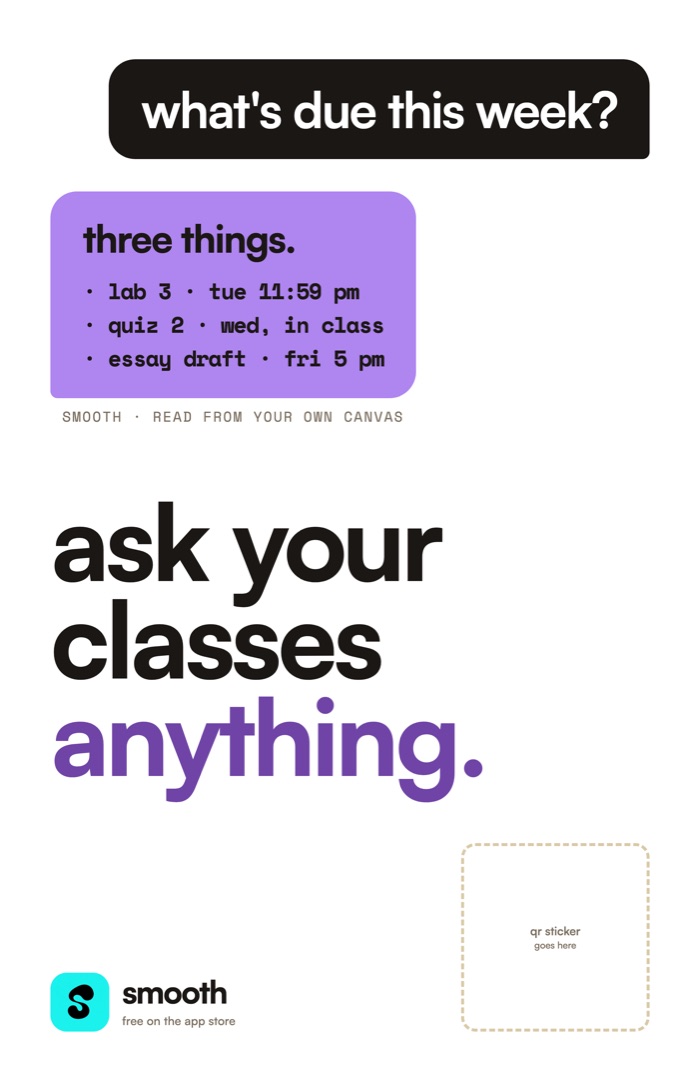 what's due this week?
three things.
· lab 3 · tue 11:59 pm
· quiz 2 · wed, in class
· essay draft · fri 5 pm
SMOOTH · READ FROM YOUR OWN CANVAS
ask your
classes
anything.
qr sticker
goes here
smooth
free on the app store